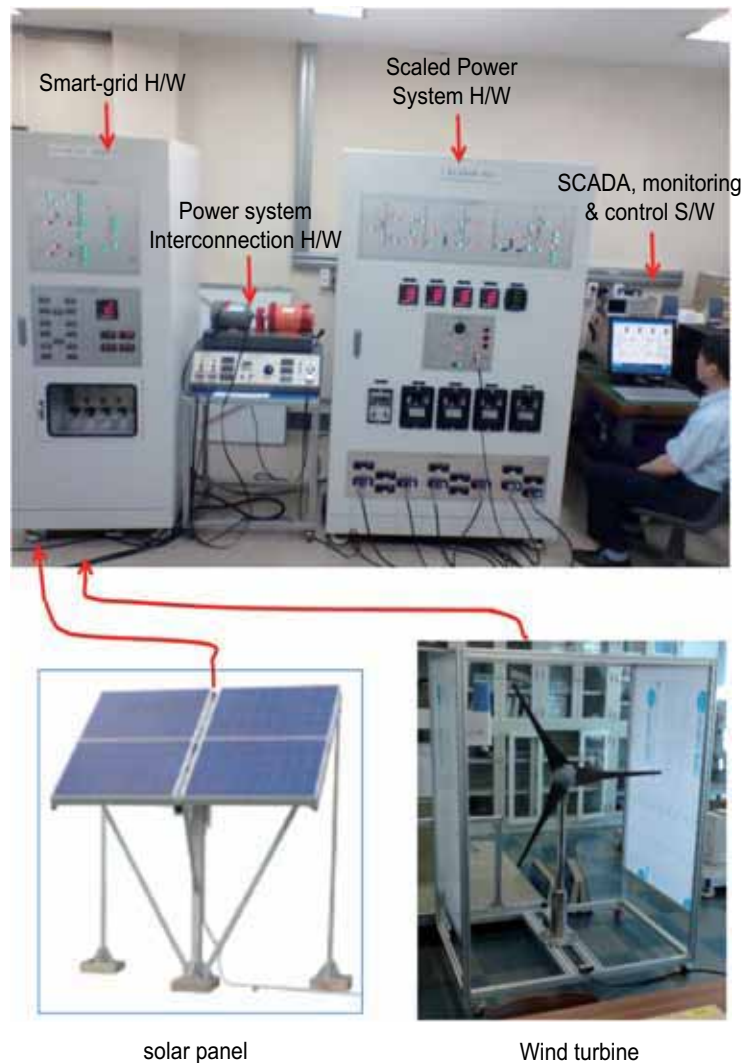 Smart-grid H/W
Scaled Power
System H/W
SCADA, monitoring
& control S/W
Power system
Interconnection H/W
solar panel
Wind turbine